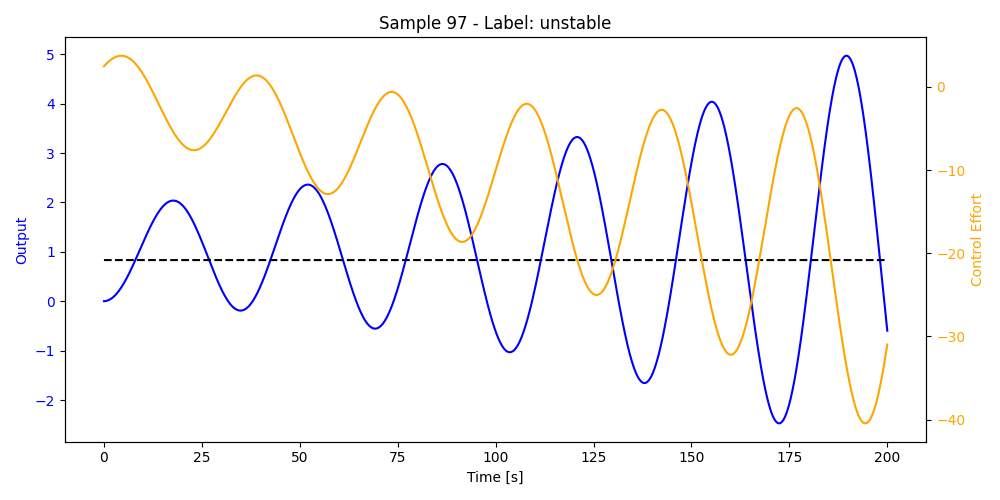 Sample 97 - Label: unstable
5
4
3
2
1
0
−1
−2
Output
0
−10
−20
−30
−40
Control Effort
0 25 50 75 100 125 150 175 200
Time [s]